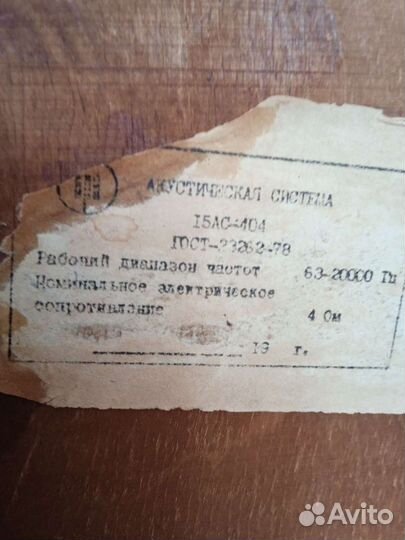 АКУСТИЧЕСКАЯ СИСТЕМА
15АС-404
ГОСТ-23262-78
Рабочий диапазон частот 63-20000 Гц
Номинальное электрическое
сопротивление 4 Ом
19 г.
Avito